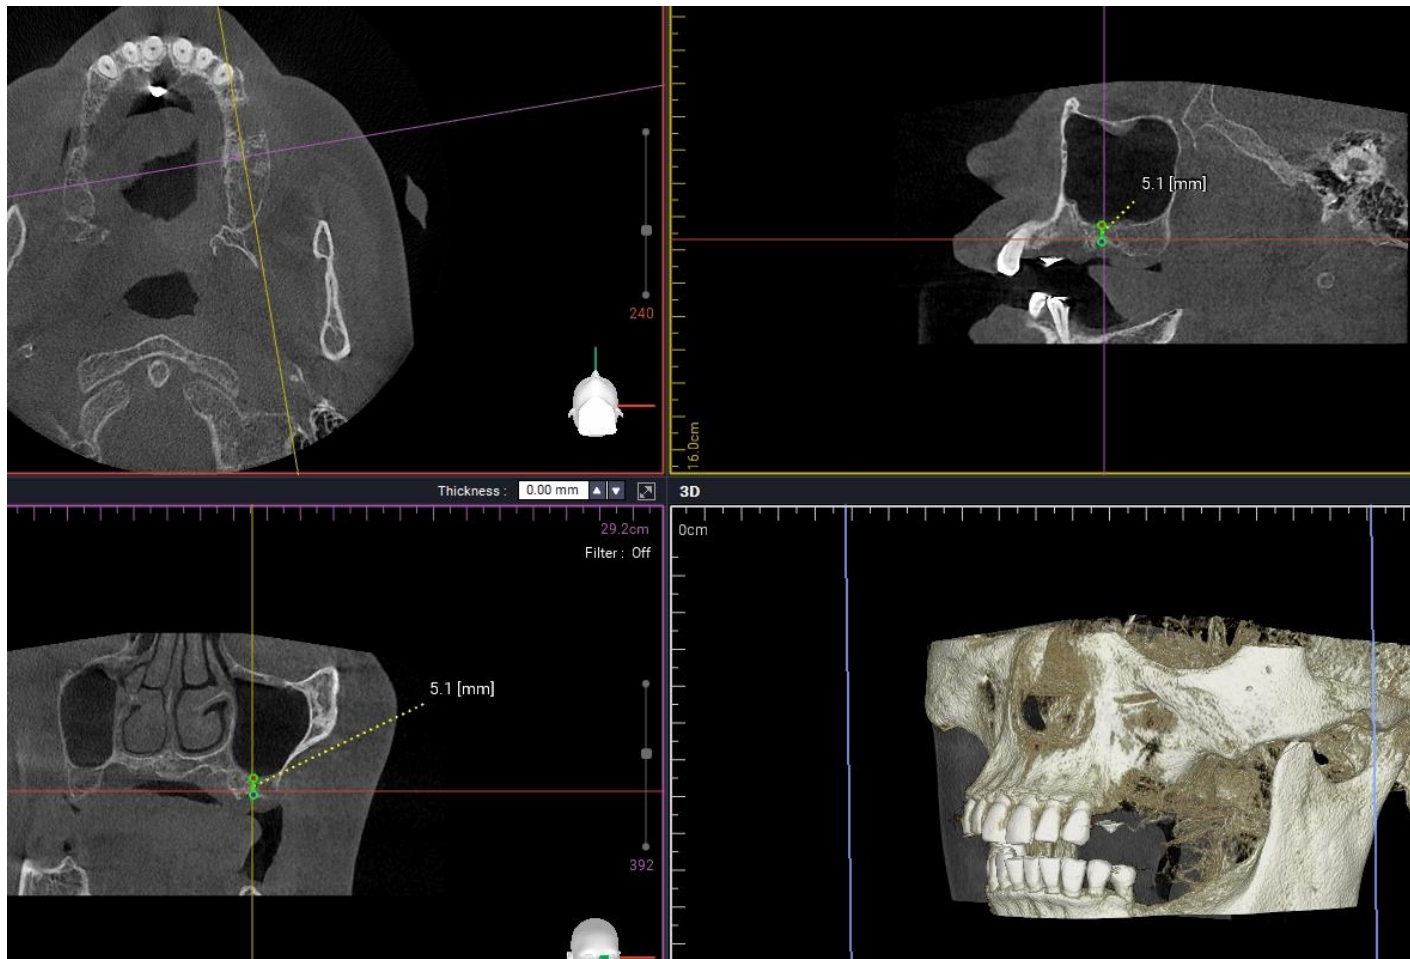 240
5.1 [mm]
16.0cm
Thickness : 0.00 mm
3D
29.2cm
Filter : Off
5.1 [mm]
392
0cm